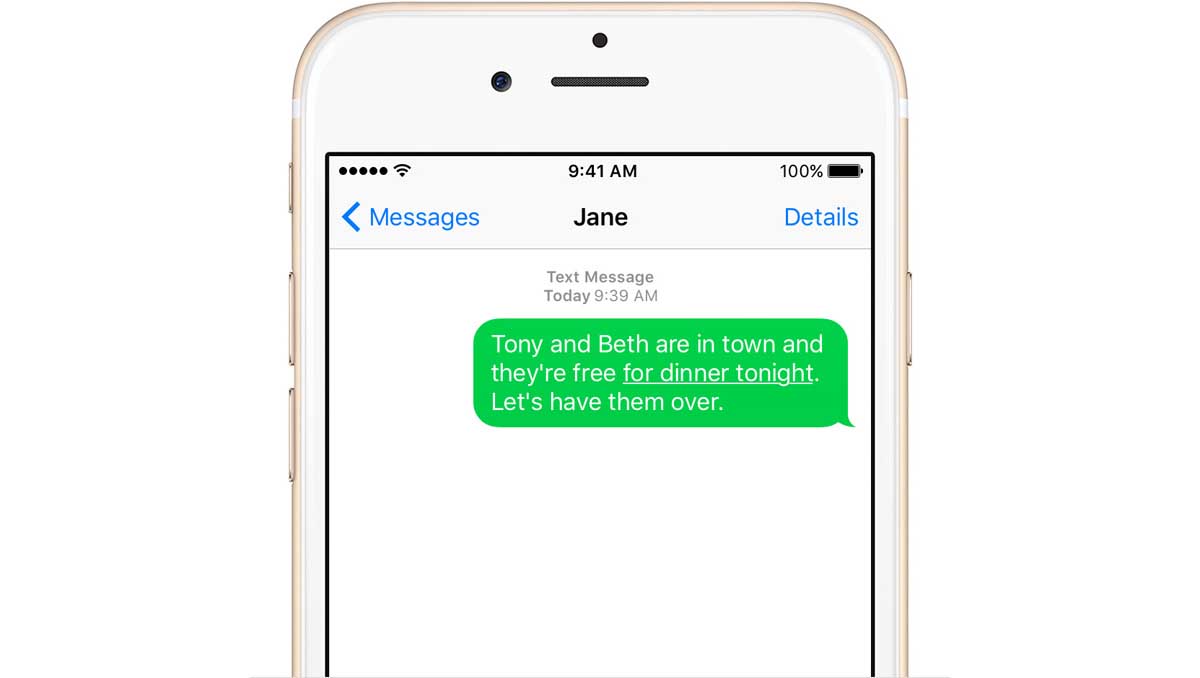 9:41 AM
100%
Messages
Jane
Details
Text Message
Today 9:39 AM
Tony and Beth are in town and
they're free for dinner tonight.
Let's have them over.